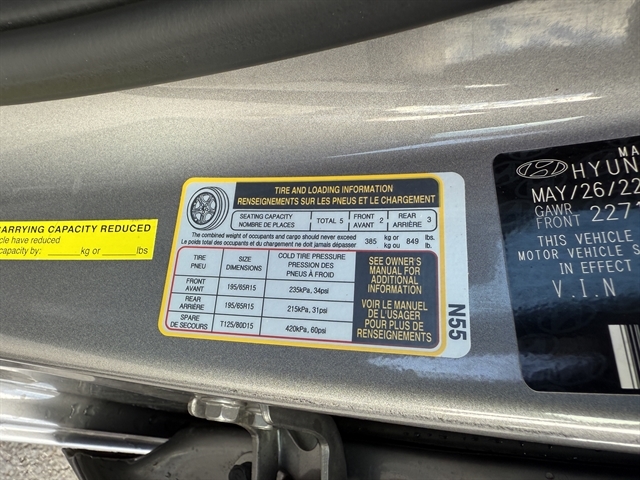 ARRYING CAPACITY REDUCED
cle have reduced
capacity by: kg or lbs
TIRE AND LOADING INFORMATION
RENSEIGNEMENTS SUR LES PNEUS ET LE CHARGEMENT
SEATING CAPACITY
NOMBRE DE PLACES
TOTAL 5
FRONT
AVANT 2
REAR
ARRIÈRE 3
The combined weight of occupants and cargo should never exceed
Le poids total des occupants et du chargement ne doit jamais dépasser
385 kg or
kg ou 849 lbs.
lb.
TIRE
PNEU
SIZE
DIMENSIONS
COLD TIRE PRESSURE
PRESSION DES
PNEUS À FROID
FRONT
AVANT
195/65R15
235kPa, 34psi
REAR
ARRIÈRE
195/65R15
215kPa, 31psi
SPARE
DE SECOURS
T125/80D15
420kPa, 60psi
SEE OWNER'S
MANUAL FOR
ADDITIONAL
INFORMATION
VOIR LE MANUEL
DE L'USAGER
POUR PLUS DE
RENSEIGNEMENTS
N55
MA
HYUN
MAY/26/22
GAWR
FRONT 227
THIS VEHICLE
MOTOR VEHICLE S
IN EFFECT
V.I.N